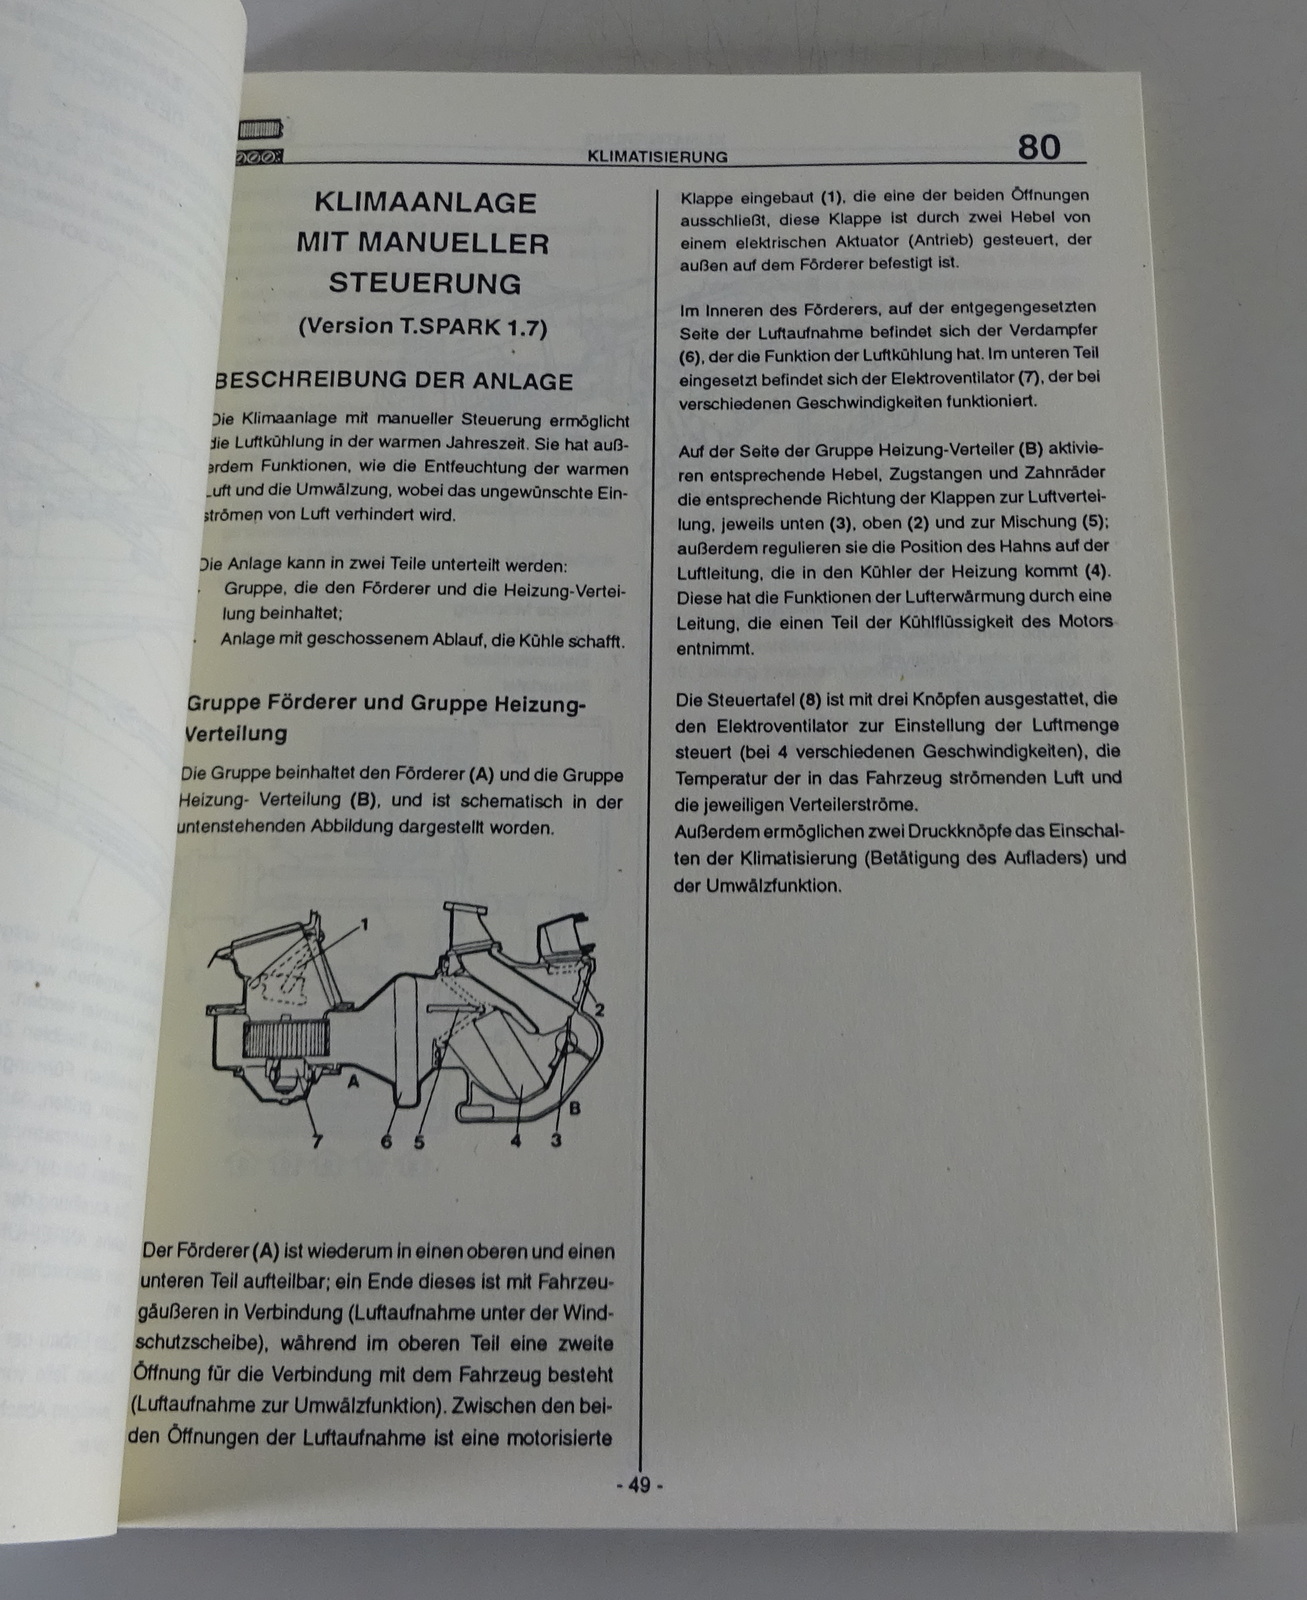 KLIMATISIERUNG
80
KLIMAANLAGE
MIT MANUELLER
STEUERUNG
(Version T.SPARK 1.7)
BESCHREIBUNG DER ANLAGE
Die Klimaanlage mit manueller Steuerung ermöglicht
die Luftkühlung in der warmen Jahreszeit. Sie hat auß-
erdem Funktionen, wie die Entfeuchtung der warmen
Luft und die Umwälzung, wobei das ungewünschte Ein-
strömen von Luft verhindert wird.
Die Anlage kann in zwei Teile unterteilt werden:
- Gruppe, die den Förderer und die Heizung-Vertei-
lung beinhaltet;
- Anlage mit geschossenem Ablauf, die Kühle schafft.
Gruppe Förderer und Gruppe Heizung-
Verteilung
Die Gruppe beinhaltet den Förderer (A) und die Gruppe
Heizung- Verteilung (B), und ist schematisch in der
untenstehenden Abbildung dargestellt worden.
1
2
A
B
7 6 5 4 3
Der Förderer (A) ist wiederum in einen oberen und einen
unteren Teil aufteilbar; ein Ende dieses ist mit Fahrzeu-
gäußeren in Verbindung (Luftaufnahme unter der Wind-
schutzscheibe), während im oberen Teil eine zweite
Öffnung für die Verbindung mit dem Fahrzeug besteht
(Luftaufnahme zur Umwälzfunktion). Zwischen den bei-
den Öffnungen der Luftaufnahme ist eine motorisierte
Klappe eingebaut (1), die eine der beiden Öffnungen
ausschließt, diese Klappe ist durch zwei Hebel von
einem elektrischen Aktuator (Antrieb) gesteuert, der
außen auf dem Förderer befestigt ist.
Im Inneren des Förderers, auf der entgegengesetzten
Seite der Luftaufnahme befindet sich der Verdampfer
(6), der die Funktion der Luftkühlung hat. Im unteren Teil
eingesetzt befindet sich der Elektroventilator (7), der bei
verschiedenen Geschwindigkeiten funktioniert.
Auf der Seite der Gruppe Heizung-Verteiler (B) aktivie-
ren entsprechende Hebel, Zugstangen und Zahnräder
die entsprechende Richtung der Klappen zur Luftvertei-
lung, jeweils unten (3), oben (2) und zur Mischung (5);
außerdem regulieren sie die Position des Hahns auf der
Luftleitung, die in den Kühler der Heizung kommt (4).
Diese hat die Funktionen der Lufterwärmung durch eine
Leitung, die einen Teil der Kühlflüssigkeit des Motors
entnimmt.
Die Steuertafel (8) ist mit drei Knöpfen ausgestattet, die
den Elektroventilator zur Einstellung der Luftmenge
steuert (bei 4 verschiedenen Geschwindigkeiten), die
Temperatur der in das Fahrzeug strömenden Luft und
die jeweiligen Verteilerströme.
Außerdem ermöglichen zwei Druckknöpfe das Einschal-
ten der Klimatisierung (Betätigung des Aufladers) und
der Umwälzfunktion.
- 49 -